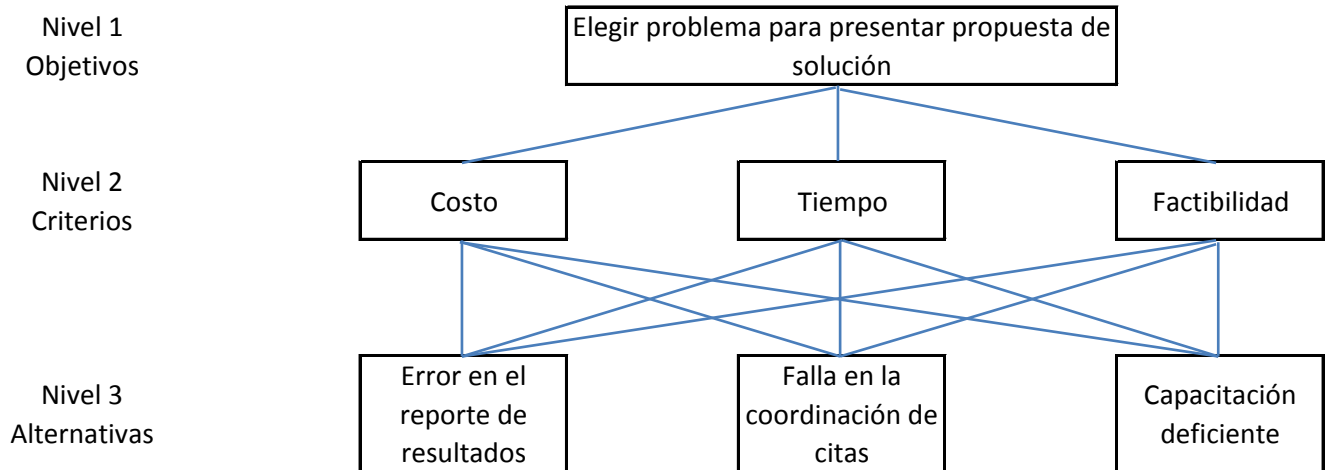 Nivel 1
Objetivos
Elegir problema para presentar propuesta de
solución
Nivel 2
Criterios
Costo
Tiempo
Factibilidad
Nivel 3
Alternativas
Error en el
reporte de
resultados
Falla en la
coordinación de
citas
Capacitación
deficiente